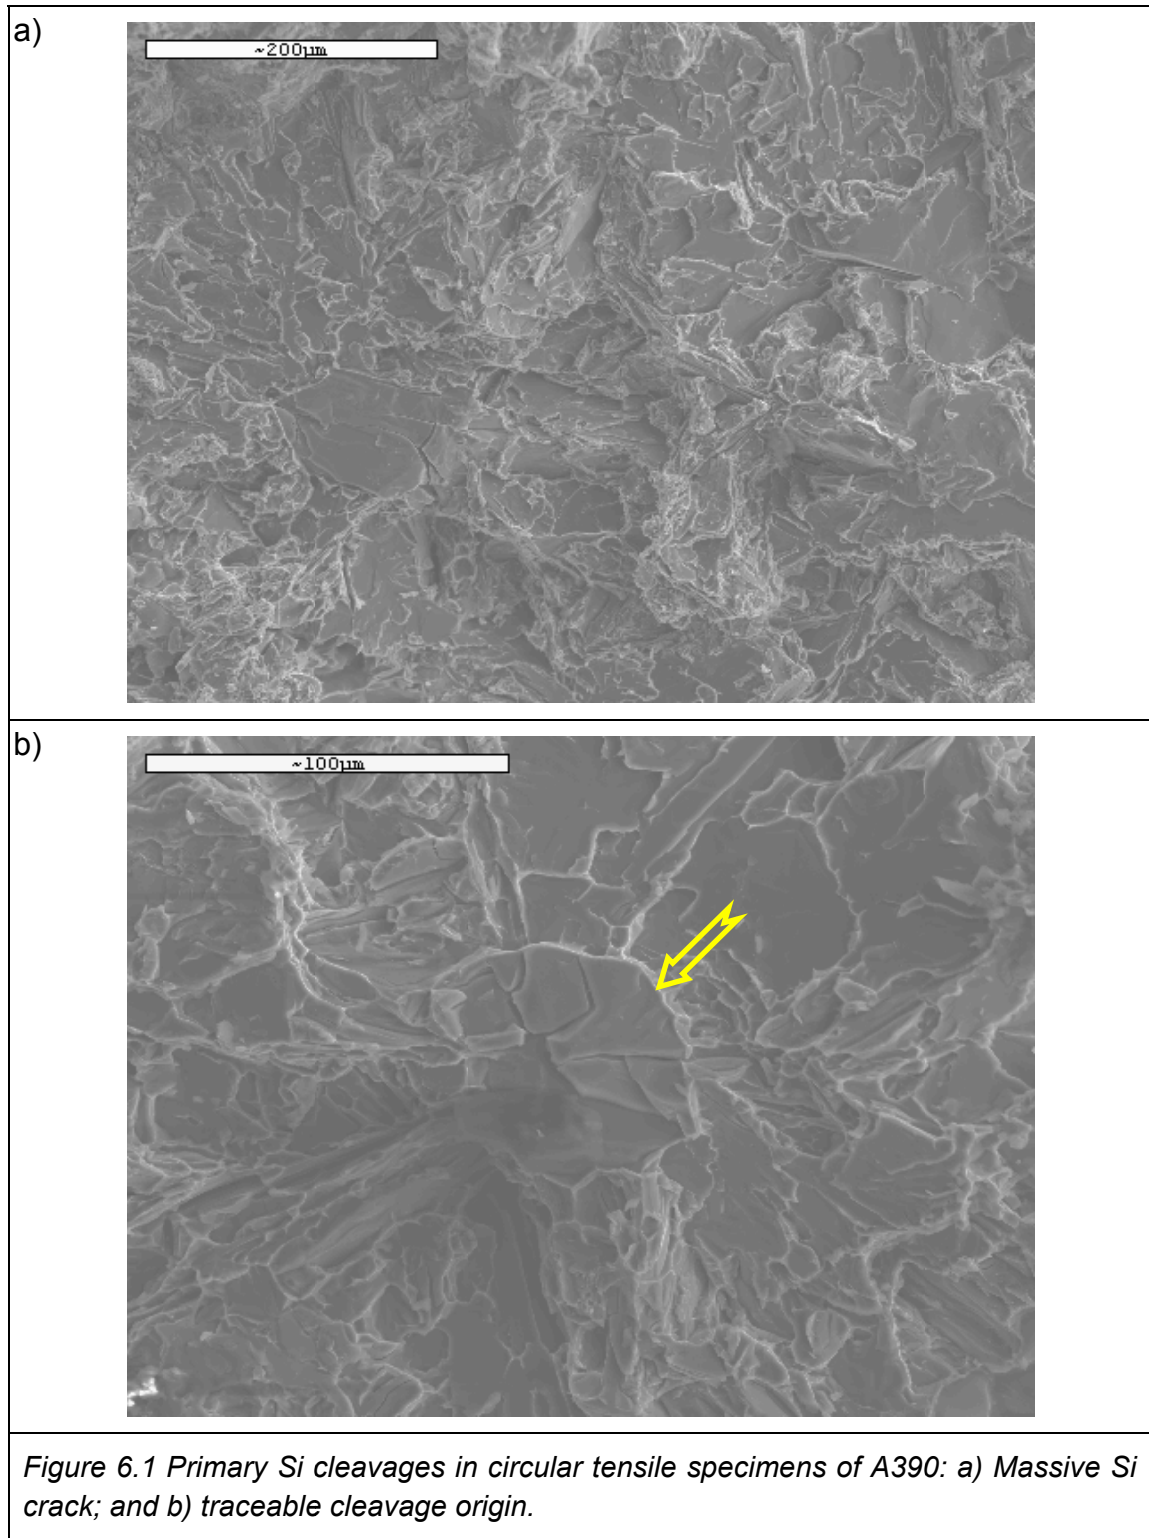 a)
~200µm
b)
~100µm
Figure 6.1 Primary Si cleavages in circular tensile specimens of A390: a) Massive Si
crack; and b) traceable cleavage origin.